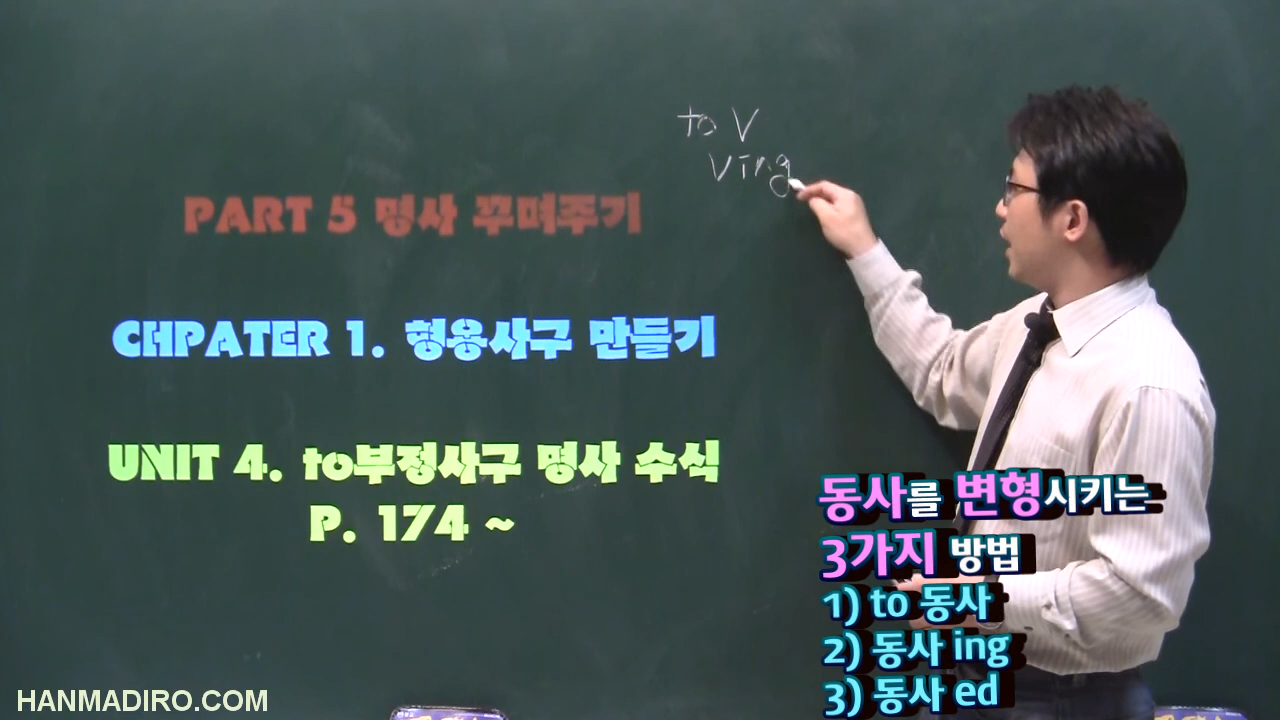 to V
Ving
PART 5 명사 꾸며주기
CHPATER 1. 형용사구 만들기
UNIT 4. to부정사구 명사 수식
P. 174 ~
동사를 변형시키는
3가지 방법
1) to 동사
2) 동사 ing
3) 동사 ed
HANMADIRO.COM